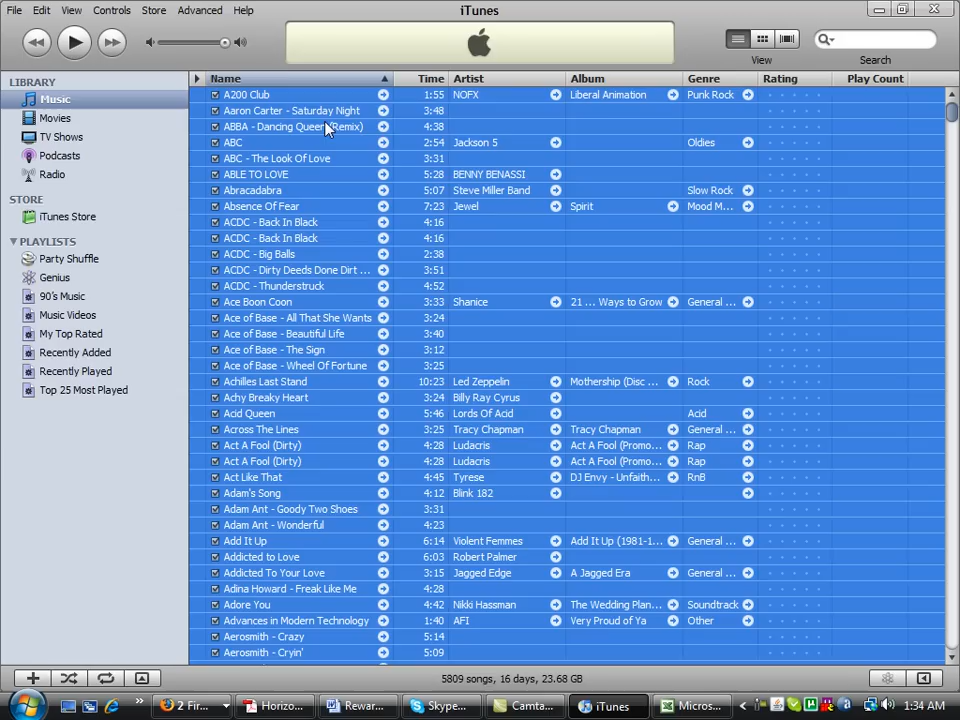 File Edit View Controls Store Advanced Help iTunes
View Search
LIBRARY
Music
Movies
TV Shows
Podcasts
Radio
STORE
iTunes Store
PLAYLISTS
Party Shuffle
Genius
90's Music
Music Videos
My Top Rated
Recently Added
Recently Played
Top 25 Most Played
Name Time Artist Album Genre Rating Play Count
A200 Club 1:55 NOFX Liberal Animation Punk Rock
Aaron Carter - Saturday Night 3:48
ABBA - Dancing Queen (Remix) 4:38
ABC 2:54 Jackson 5 Oldies
ABC - The Look Of Love 3:31
ABLE TO LOVE 5:28 BENNY BENASSI
Abracadabra 5:07 Steve Miller Band Slow Rock
Absence Of Fear 7:23 Jewel Spirit Mood M...
ACDC - Back In Black 4:16
ACDC - Back In Black 4:16
ACDC - Big Balls 2:38
ACDC - Dirty Deeds Done Dirt ... 3:51
ACDC - Thunderstruck 4:52
Ace Boon Coon 3:33 Shanice 21 ... Ways to Grow General ...
Ace of Base - All That She Wants 3:24
Ace of Base - Beautiful Life 3:40
Ace of Base - The Sign 3:12
Ace of Base - Wheel Of Fortune 3:25
Achilles Last Stand 10:23 Led Zeppelin Mothership (Disc ... Rock
Achy Breaky Heart 3:24 Billy Ray Cyrus
Acid Queen 5:46 Lords Of Acid Acid
Across The Lines 3:25 Tracy Chapman Tracy Chapman General ...
Act A Fool (Dirty) 4:28 Ludacris Act A Fool (Promo... Rap
Act A Fool (Dirty) 4:28 Ludacris Act A Fool (Promo... Rap
Act Like That 4:45 Tyrese DJ Envy - Unfaith... RnB
Adam's Song 4:12 Blink 182
Adam Ant - Goody Two Shoes 3:31
Adam Ant - Wonderful 4:23
Add It Up 6:14 Violent Femmes Add It Up (1981-1... General ...
Addicted to Love 6:03 Robert Palmer
Addicted To Your Love 3:15 Jagged Edge A Jagged Era General ...
Adina Howard - Freak Like Me 4:28
Adore You 4:42 Nikki Hassman The Wedding Plan... Soundtrack
Advances in Modern Technology 1:40 AFI Very Proud of Ya Other
Aerosmith - Crazy 5:14
Aerosmith - Cryin' 5:09
5809 songs, 16 days, 23.68 GB
2 Fir... Horizo... Rewar... Skype... Camta... iTunes Micros... 1:34 AM